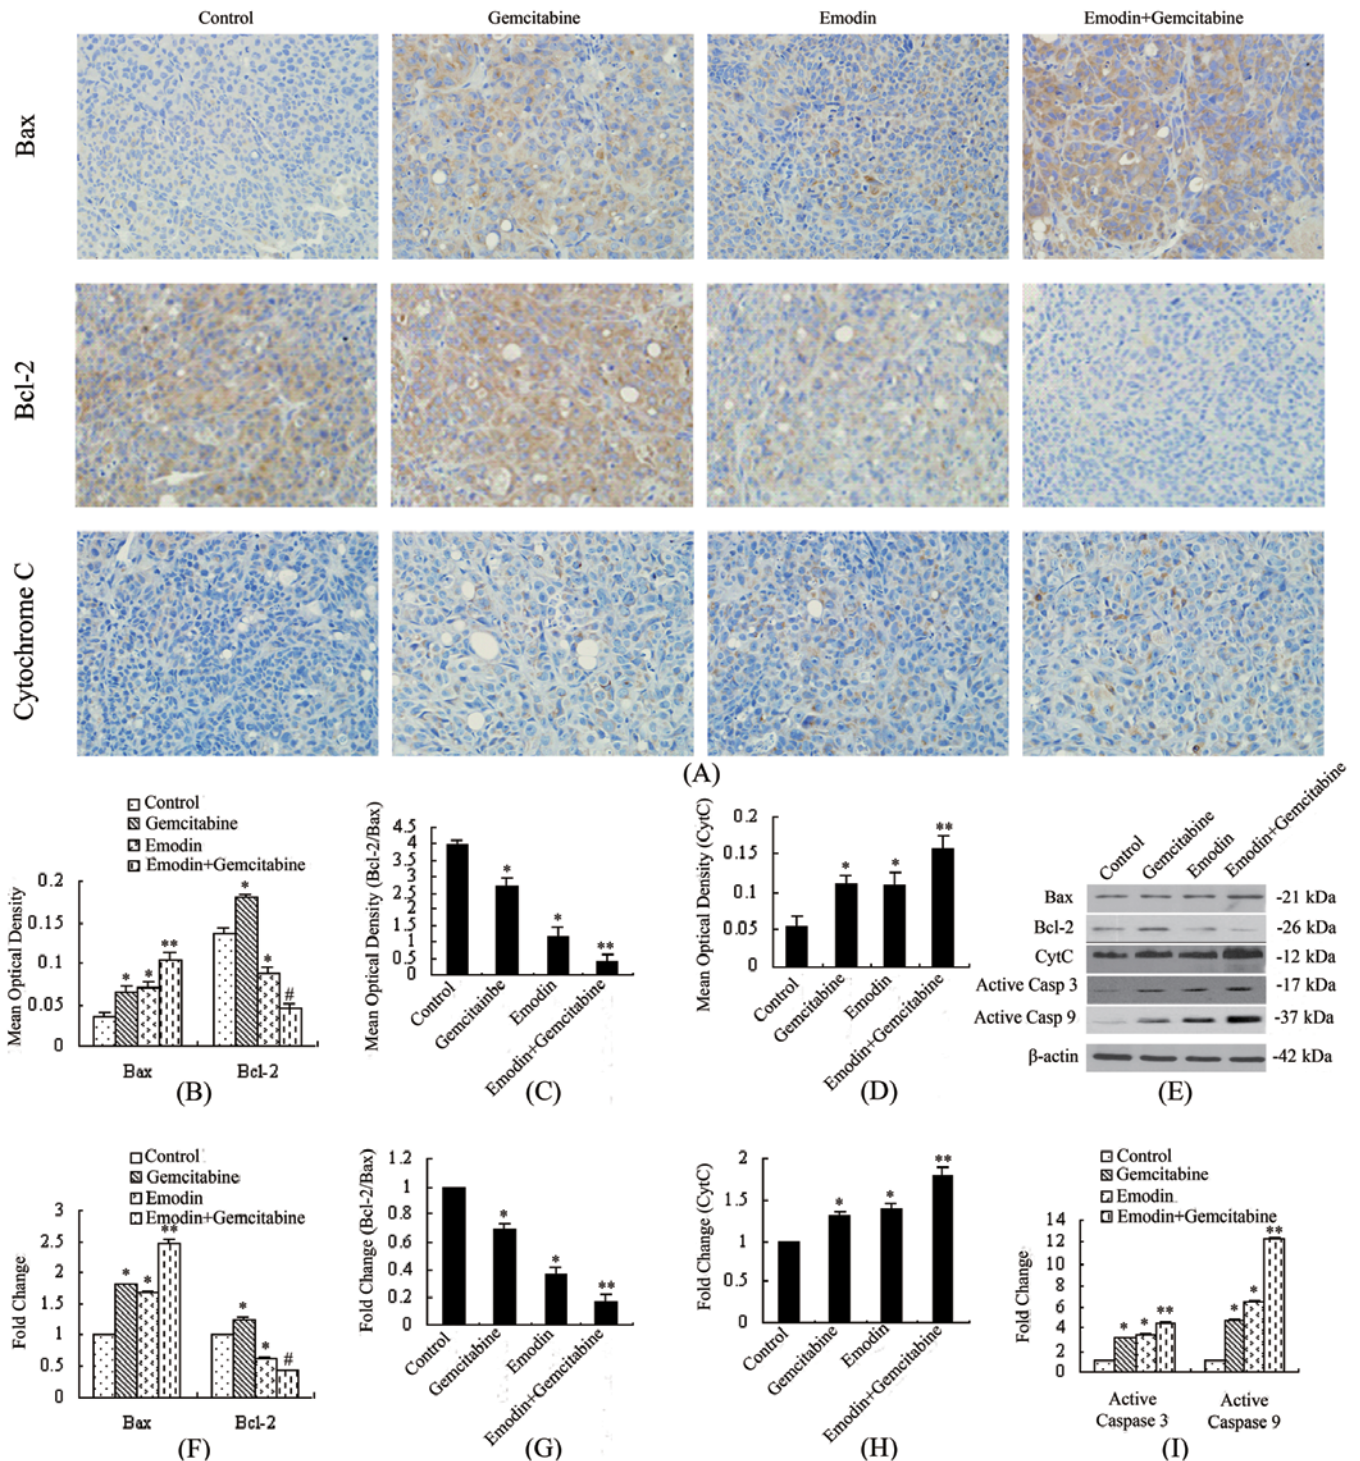 Control Gemcitabine Emodin Emodin+Gemcitabine
Bax
Bcl-2
Cytochrome C
(A)
Control
Gemcitabine
Emodin
Emodin+Gemcitabine
Mean Optical Density
0.2
0.15
0.1
0.05
0
* * ** * * * #
Bax Bcl-2
(B)
Mean Optical Density (Bcl-2/Bax)
4.5
4
3.5
3
2.5
2
1.5
1
0.5
0
* * **
Control Gemcitainbe Emodin Emodin+Gemcitabine
(C)
Mean Optical Density (CytC)
0.2
0.15
0.1
0.05
0
* * **
Control Gemcitabine Emodin Emodin+Gemcitabine
(D)
Control Gemcitabine Emodin Emodin+Gemcitabine
Bax -21 kDa
Bcl-2 -26 kDa
CytC -12 kDa
Active Casp 3 -17 kDa
Active Casp 9 -37 kDa
β-actin -42 kDa
(E)
Control
Gemcitabine
Emodin
Emodin+Gemcitabine
Fold Change
3
2.5
2
1.5
1
0.5
0
* * ** * * #
Bax Bcl-2
(F)
Fold Change (Bcl-2/Bax)
1.2
1
0.8
0.6
0.4
0.2
0
* * **
Control Gemcitabine Emodin Emodin+Gemcitabine
(G)
Fold Change (CytC)
2
1.5
1
0.5
0
* * **
Control Gemcitabine Emodin Emodin+Gemcitabine
(H)
Control
Gemcitabine
Emodin
Emodin+Gemcitabine
Fold Change
14
12
10
8
6
4
2
0
* * ** * * **
Active
Caspase 3
Active
Caspase 9
(I)